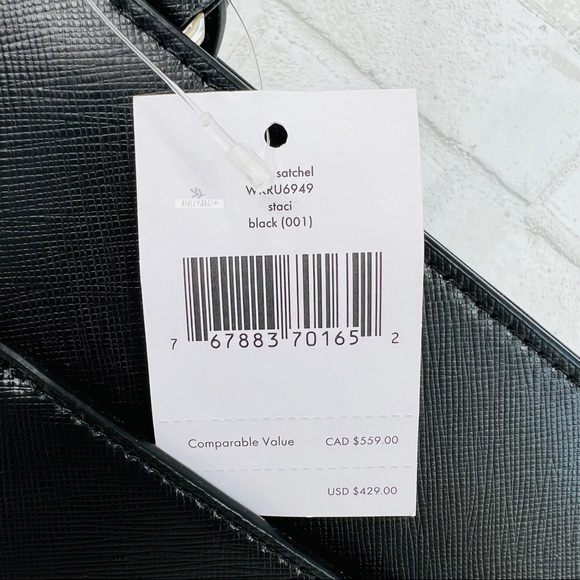 satchel
WKRU6949
staci
black (001)
7 67883 70165 2
Comparable Value CAD $559.00
USD $429.00